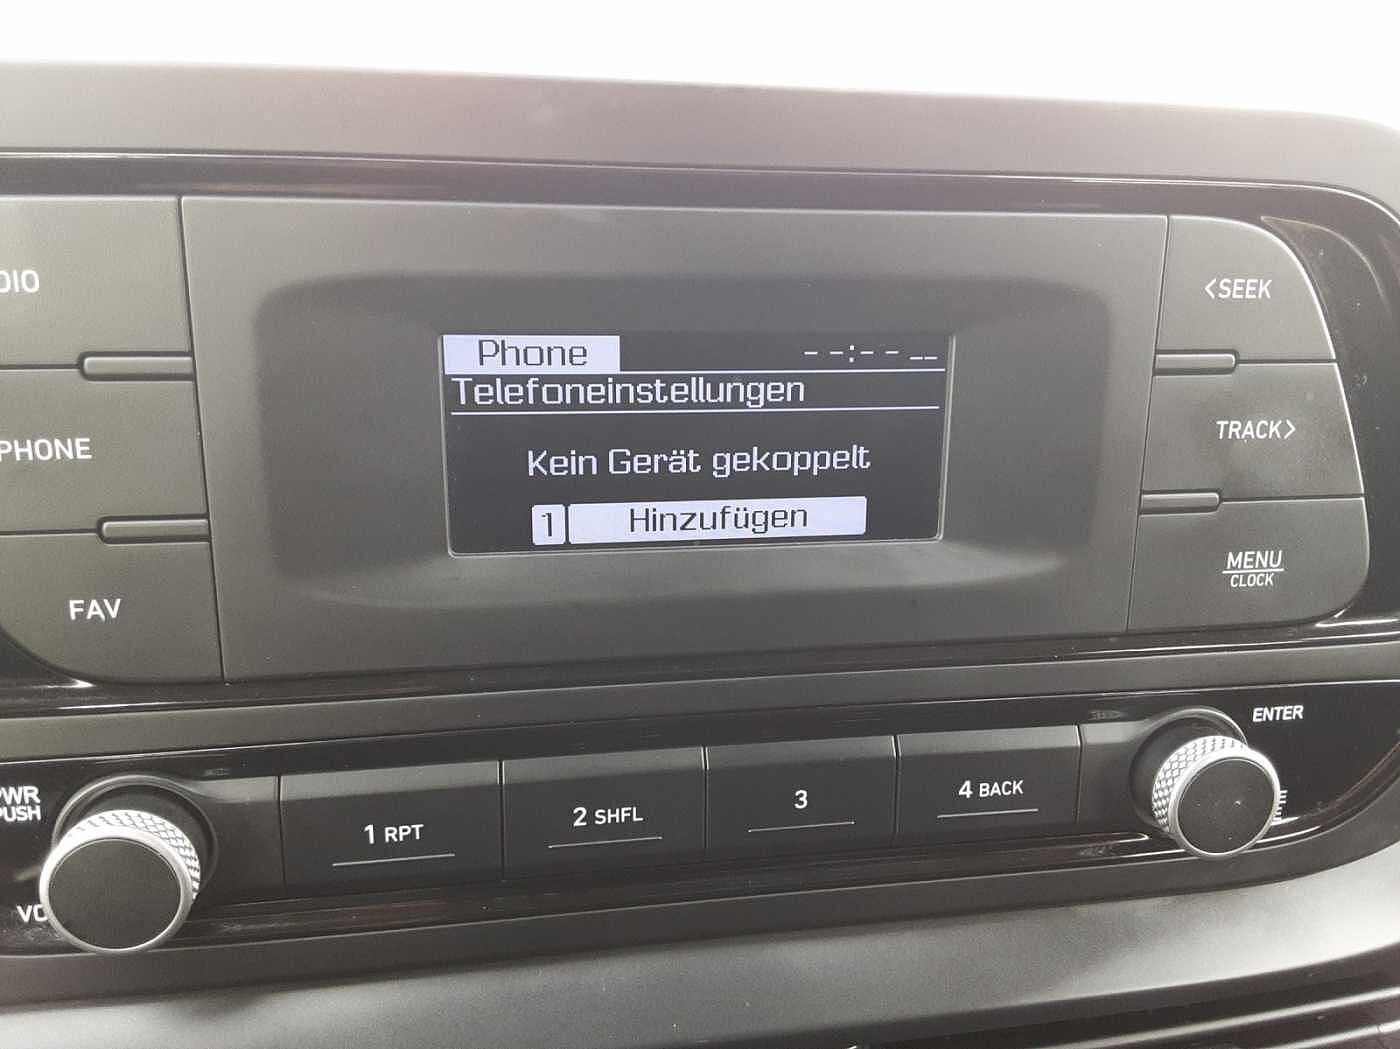 Phone --:-- --
Telefoneinstellungen
Kein Gerät gekoppelt
1 Hinzufügen
DIO
PHONE
FAV
<SEEK
TRACK>
MENU
CLOCK
PWR
PUSH
VO
1 RPT
2 SHFL
3
4 BACK
ENTER